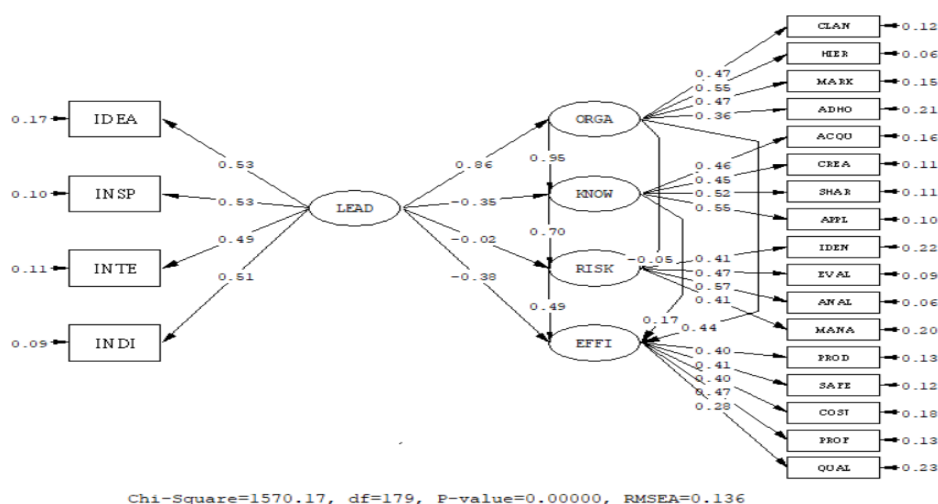 CLAN 0.12
HIER 0.06
MARK 0.15
ADHO 0.21
ACQU 0.16
CREA 0.11
SHAR 0.11
APPL 0.10
IDEN 0.22
EVAL 0.09
ANAL 0.06
MANA 0.20
PROD 0.13
SAFE 0.12
COST 0.18
PROF 0.13
QUAL 0.23
0.17 IDEA
0.10 INSP
0.11 INTE
0.09 INDI
LEAD
ORGA
KNOW
RISK
EFFI
0.53
0.53
0.49
0.51
0.86
-0.35
-0.02
-0.38
0.95
0.70
0.49
0.47
0.55
0.47
0.36
0.46
0.45
0.52
0.55
-0.05
0.41
0.47
0.57
0.41
0.17
0.44
0.40
0.41
0.40
0.47
0.28
Chi-Square=1570.17, df=179, P-value=0.00000, RMSEA=0.136